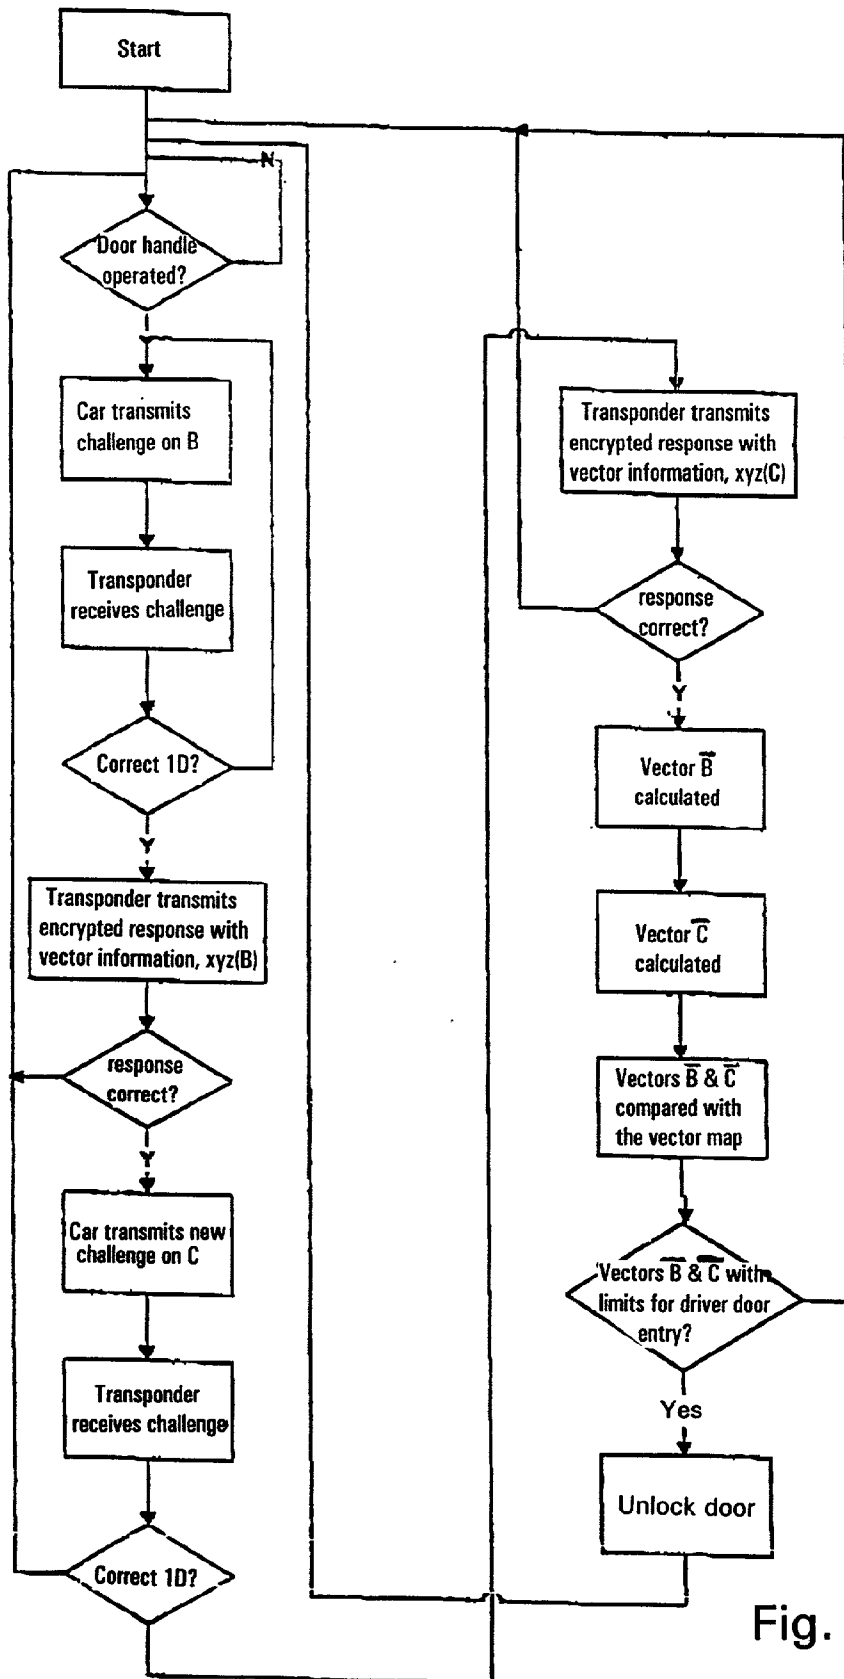 Start
N
Door handle
operated?
Y
Car transmits
challenge on B
Transponder
receives challenge
Correct 1D?
Y
Transponder transmits
encrypted response with
vector information, xyz(B)
response
correct?
Y
Car transmits new
challenge on C
Transponder
receives challenge
Correct 1D?
Transponder transmits
encrypted response with
vector information, xyz(C)
response
correct?
Y
Vector B̅
calculated
Vector C̅
calculated
Vectors B̅ & C̅
compared with
the vector map
Vectors B̅ & C̅ with
limits for driver door
entry?
Yes
Unlock door
Fig.